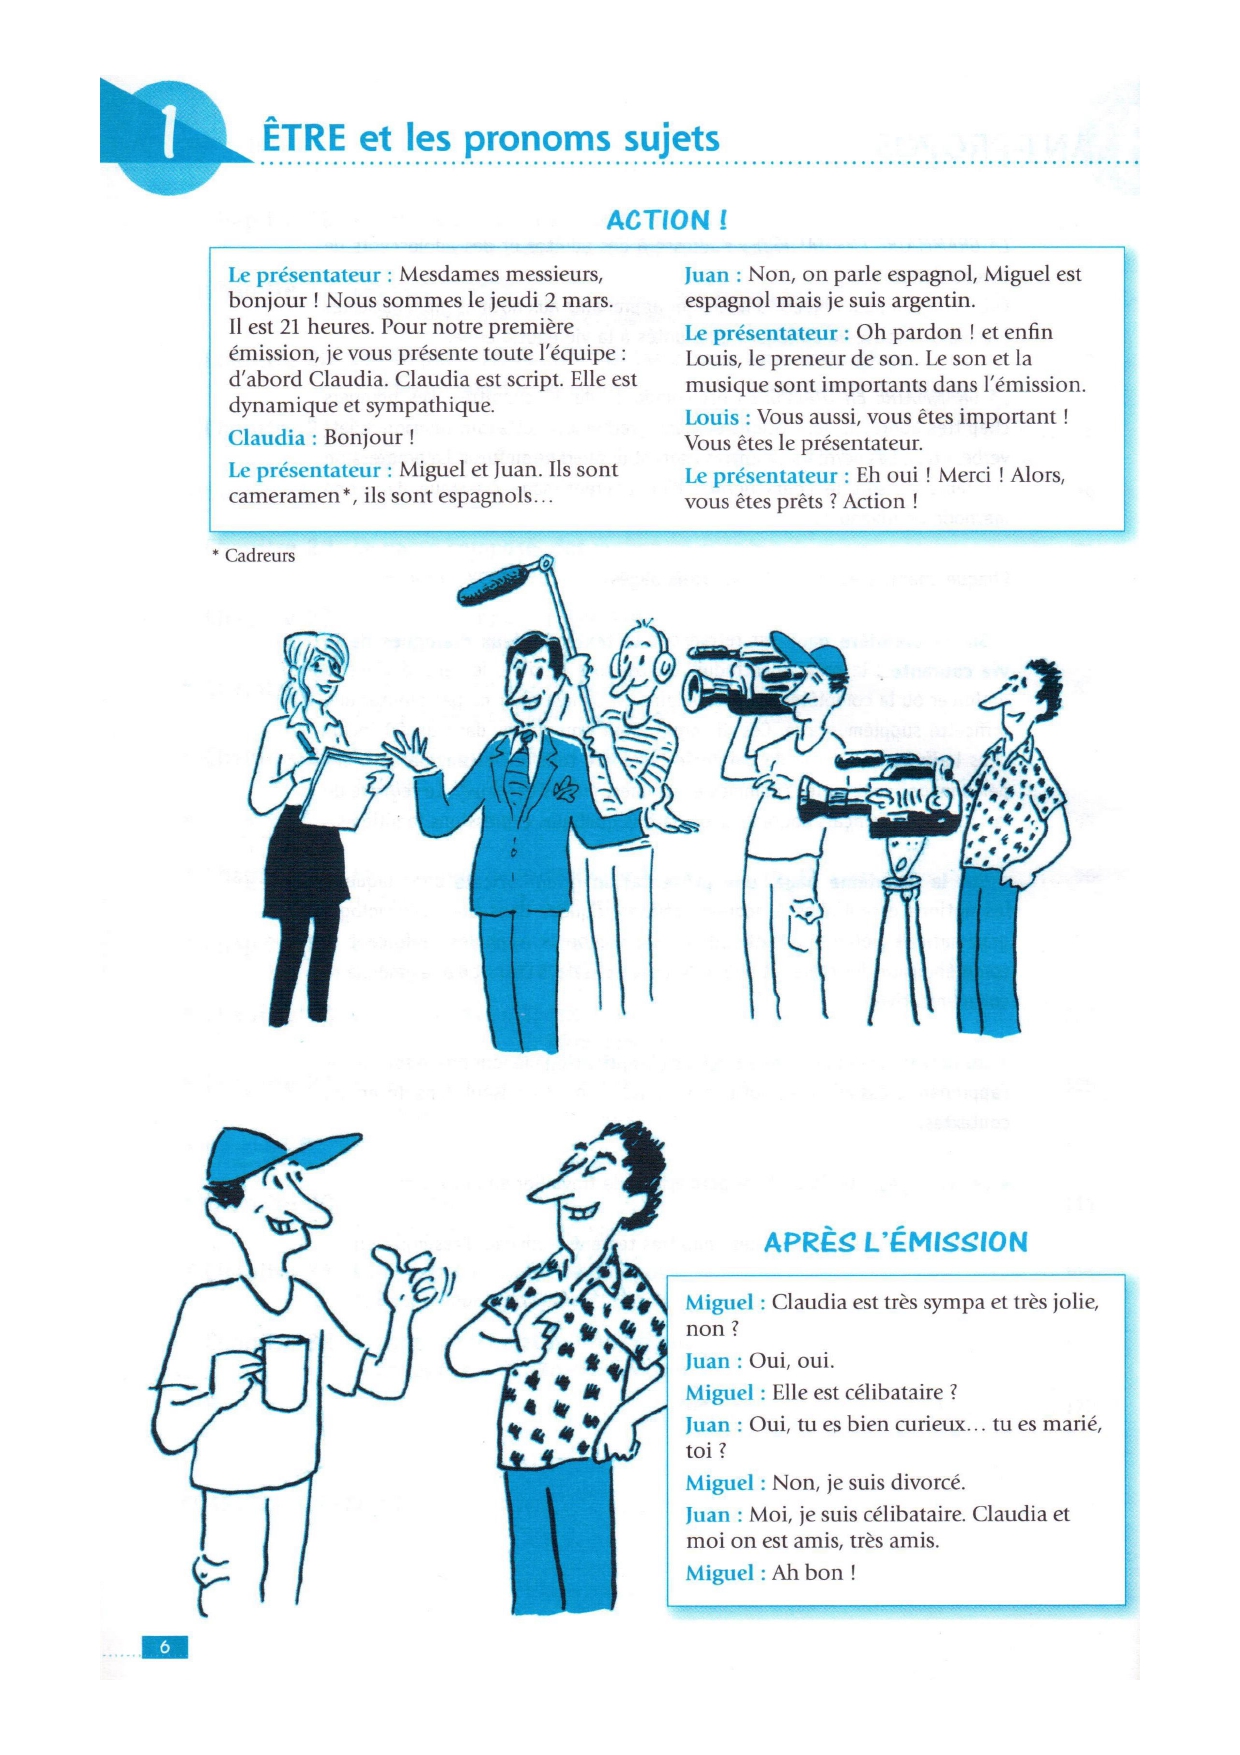 1
ÊTRE et les pronoms sujets
ACTION !
Le présentateur : Mesdames messieurs,
bonjour ! Nous sommes le jeudi 2 mars.
Il est 21 heures. Pour notre première
émission, je vous présente toute l'équipe :
d'abord Claudia. Claudia est script. Elle est
dynamique et sympathique.
Claudia : Bonjour !
Le présentateur : Miguel et Juan. Ils sont
cameramen*, ils sont espagnols…
Juan : Non, on parle espagnol, Miguel est
espagnol mais je suis argentin.
Le présentateur : Oh pardon ! et enfin
Louis, le preneur de son. Le son et la
musique sont importants dans l'émission.
Louis : Vous aussi, vous êtes important !
Vous êtes le présentateur.
Le présentateur : Eh oui ! Merci ! Alors,
vous êtes prêts ? Action !
* Cadreurs
APRÈS L'ÉMISSION
Miguel : Claudia est très sympa et très jolie,
non ?
Juan : Oui, oui.
Miguel : Elle est célibataire ?
Juan : Oui, tu es bien curieux… tu es marié,
toi ?
Miguel : Non, je suis divorcé.
Juan : Moi, je suis célibataire. Claudia et
moi on est amis, très amis.
Miguel : Ah bon !
6